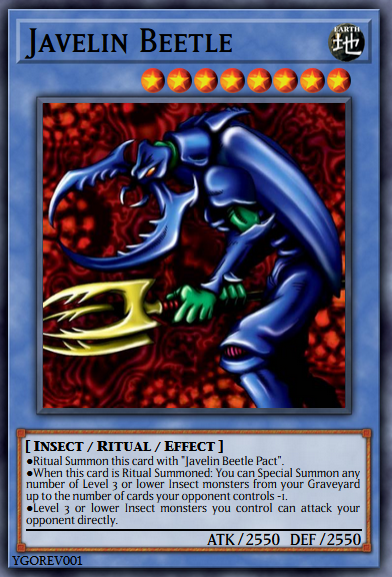 Javelin Beetle
EARTH
地
[ Insect / Ritual / Effect ]
●Ritual Summon this card with "Javelin Beetle Pact".
●When this card is Ritual Summoned: You can Special Summon any
number of Level 3 or lower Insect monsters from your Graveyard
up to the number of cards your opponent controls -1.
●Level 3 or lower Insect monsters you control can attack your
opponent directly.
ATK / 2550 DEF / 2550
YGOREV001